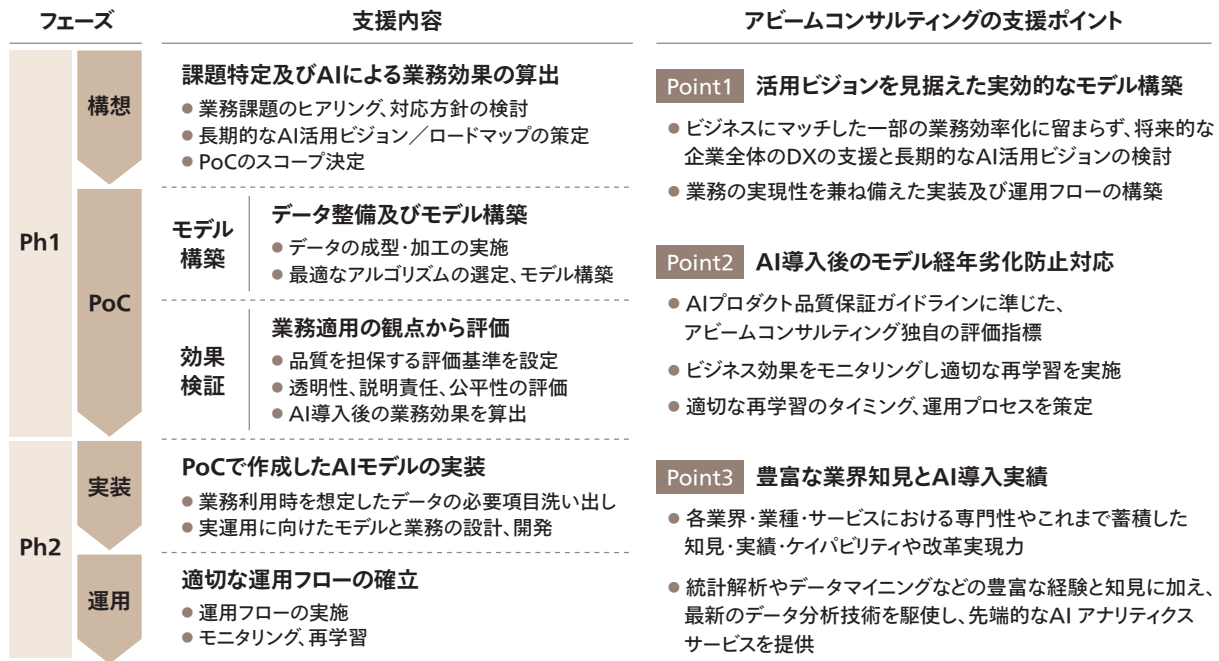 フェーズ
支援内容
アビームコンサルティングの支援ポイント
Ph1
構想
課題特定及びAIによる業務効果の算出
● 業務課題のヒアリング、対応方針の検討
● 長期的なAI活用ビジョン／ロードマップの策定
● PoCのスコープ決定
PoC
モデル
構築
データ整備及びモデル構築
● データの成型・加工の実施
● 最適なアルゴリズムの選定、モデル構築
効果
検証
業務適用の観点から評価
● 品質を担保する評価基準を設定
● 透明性、説明責任、公平性の評価
● AI導入後の業務効果を算出
Ph2
実装
PoCで作成したAIモデルの実装
● 業務利用時を想定したデータの必要項目洗い出し
● 実運用に向けたモデルと業務の設計、開発
運用
適切な運用フローの確立
● 運用フローの実施
● モニタリング、再学習
Point1 活用ビジョンを見据えた実効的なモデル構築
● ビジネスにマッチした一部の業務効率化に留まらず、将来的な
企業全体のDXの支援と長期的なAI活用ビジョンの検討
● 業務の実現性を兼ね備えた実装及び運用フローの構築
Point2 AI導入後のモデル経年劣化防止対応
● AIプロダクト品質保証ガイドラインに準じた、
アビームコンサルティング独自の評価指標
● ビジネス効果をモニタリングし適切な再学習を実施
● 適切な再学習のタイミング、運用プロセスを策定
Point3 豊富な業界知見とAI導入実績
● 各業界・業種・サービスにおける専門性やこれまで蓄積した
知見・実績・ケイパビリティや改革実現力
● 統計解析やデータマイニングなどの豊富な経験と知見に加え、
最新のデータ分析技術を駆使し、先端的なAI アナリティクス
サービスを提供